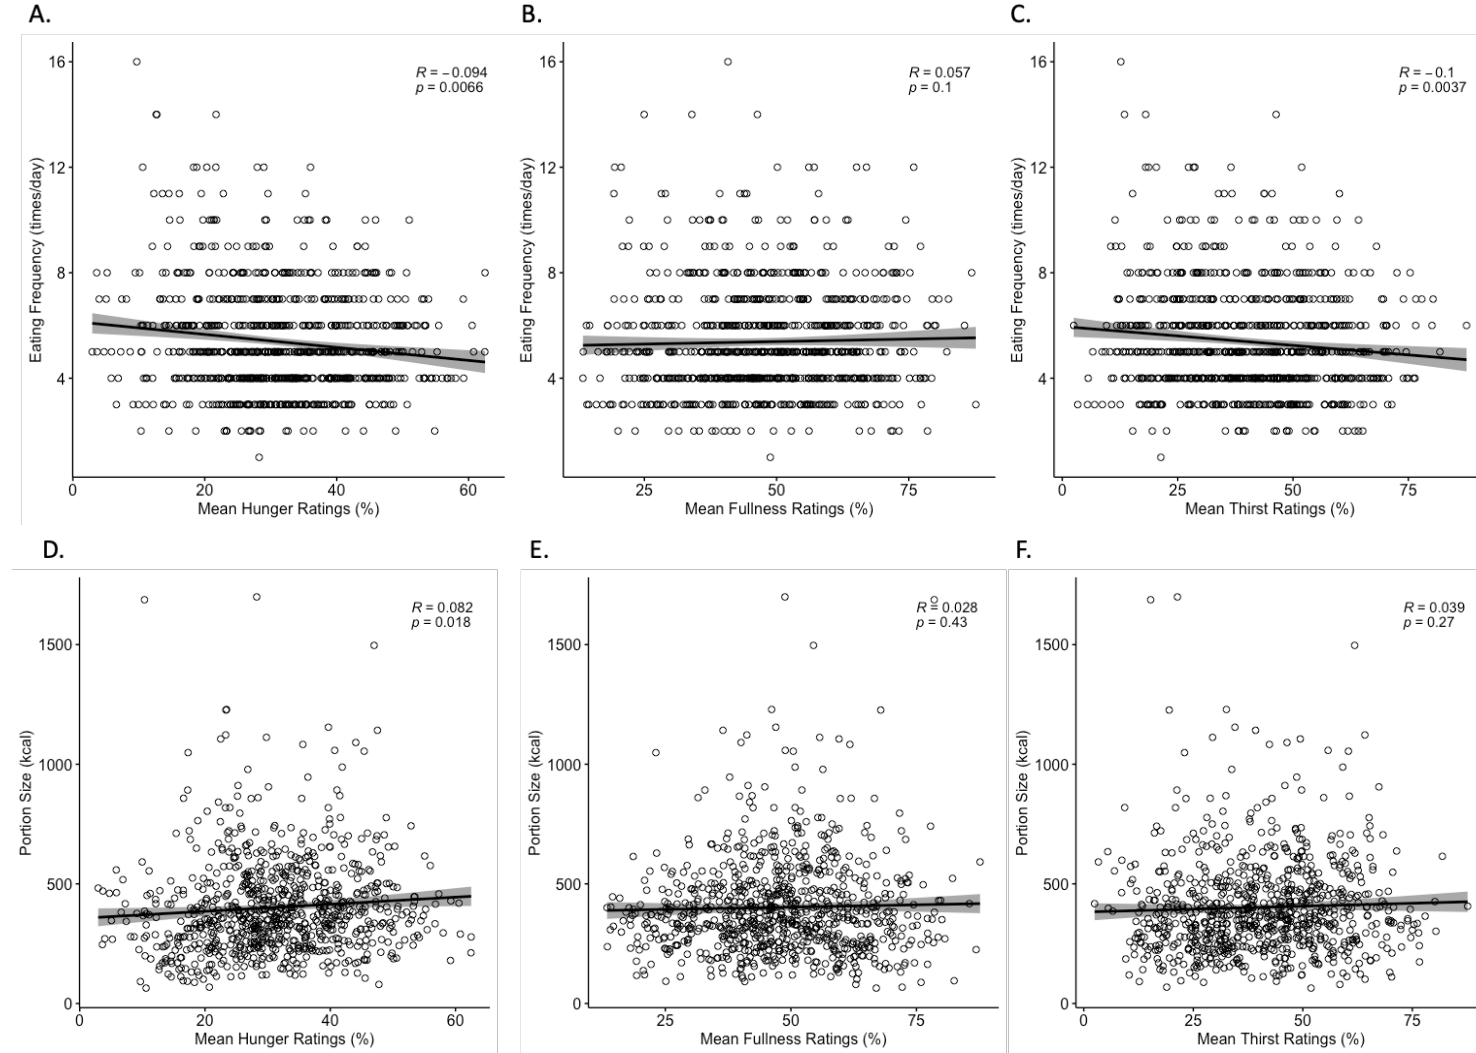 A.
B.
C.
Eating Frequency (times/day)
16
12
8
4
R = −0.094
p = 0.0066
0 20 40 60
Mean Hunger Ratings (%)
Eating Frequency (times/day)
16
12
8
4
R = 0.057
p = 0.1
25 50 75
Mean Fullness Ratings (%)
Eating Frequency (times/day)
16
12
8
4
R = −0.1
p = 0.0037
0 25 50 75
Mean Thirst Ratings (%)
D.
E.
F.
Portion Size (kcal)
1500
1000
500
0
R = 0.082
p = 0.018
0 20 40 60
Mean Hunger Ratings (%)
Portion Size (kcal)
1500
1000
500
0
R = 0.028
p = 0.43
25 50 75
Mean Fullness Ratings (%)
Portion Size (kcal)
1500
1000
500
0
R = 0.039
p = 0.27
0 25 50 75
Mean Thirst Ratings (%)